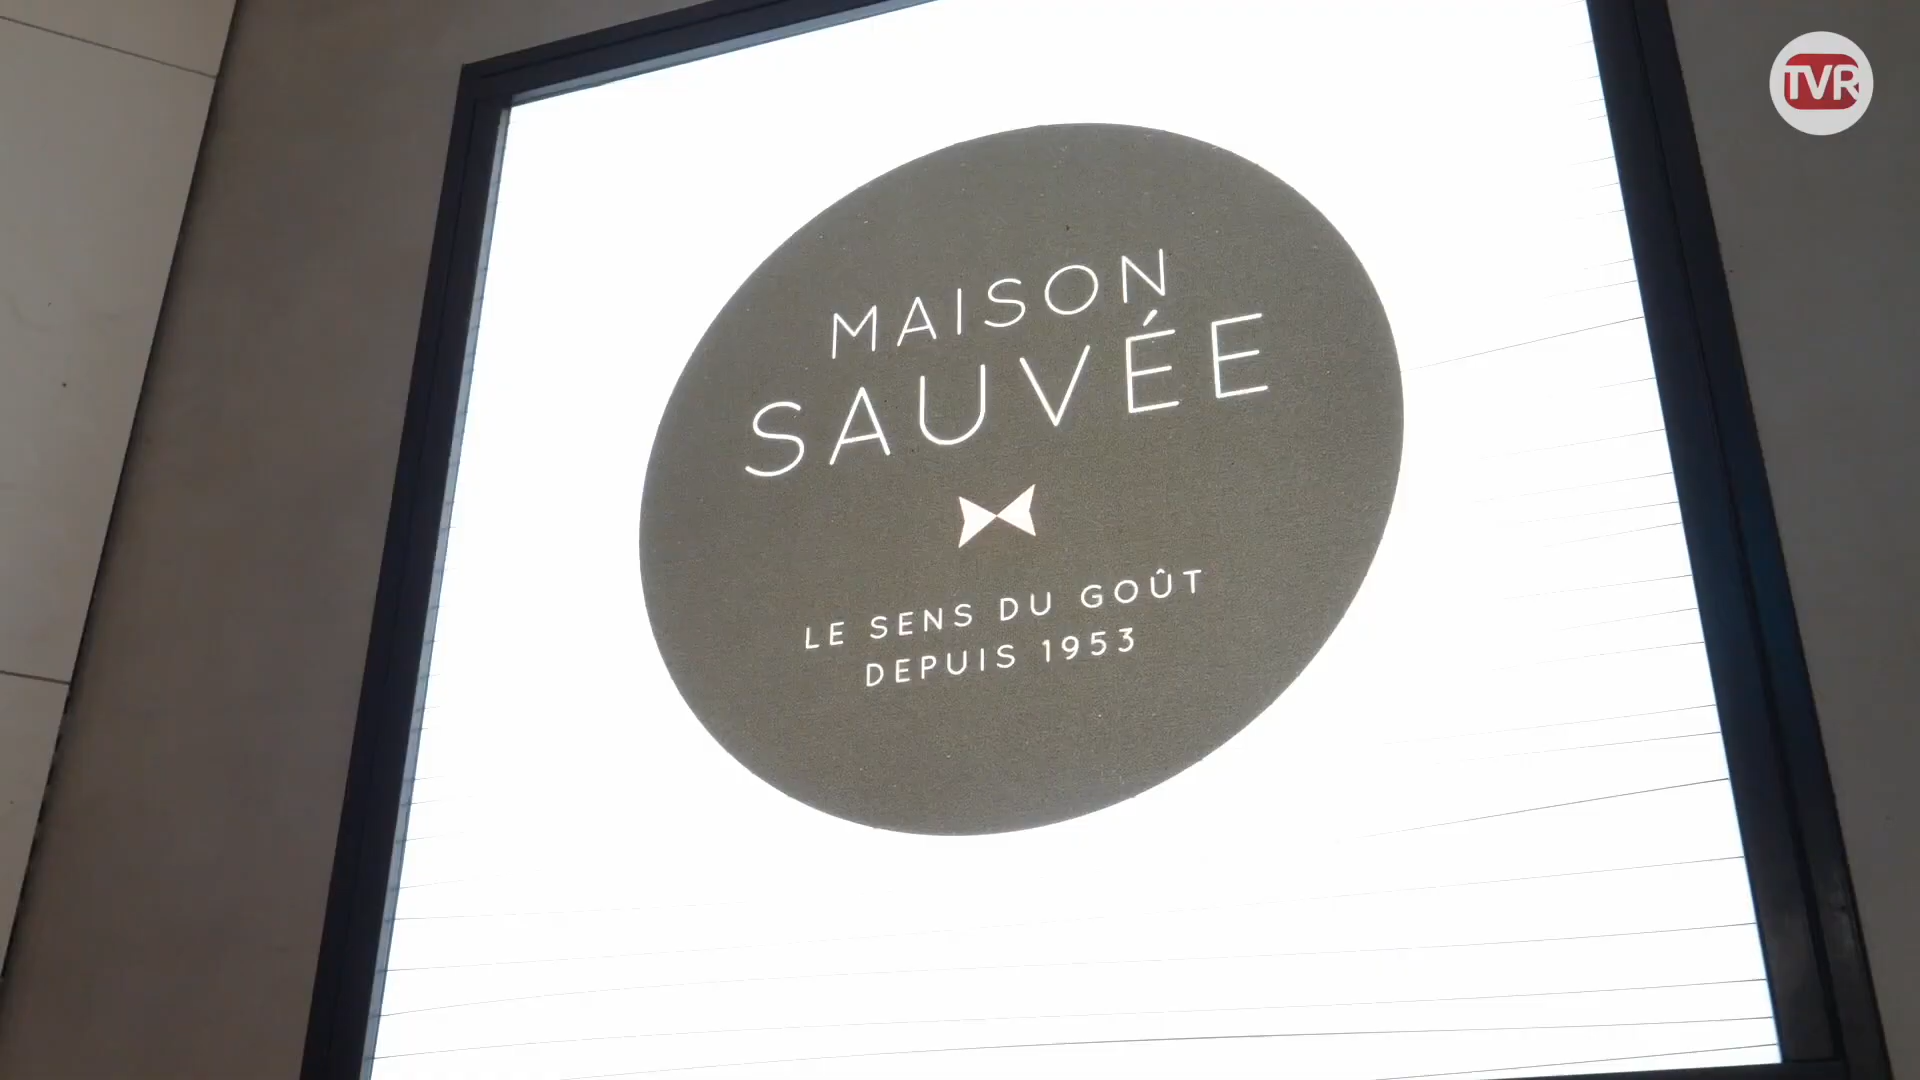 TVR
MAISON
SAUVÉE
LE SENS DU GOÛT
DEPUIS 1953